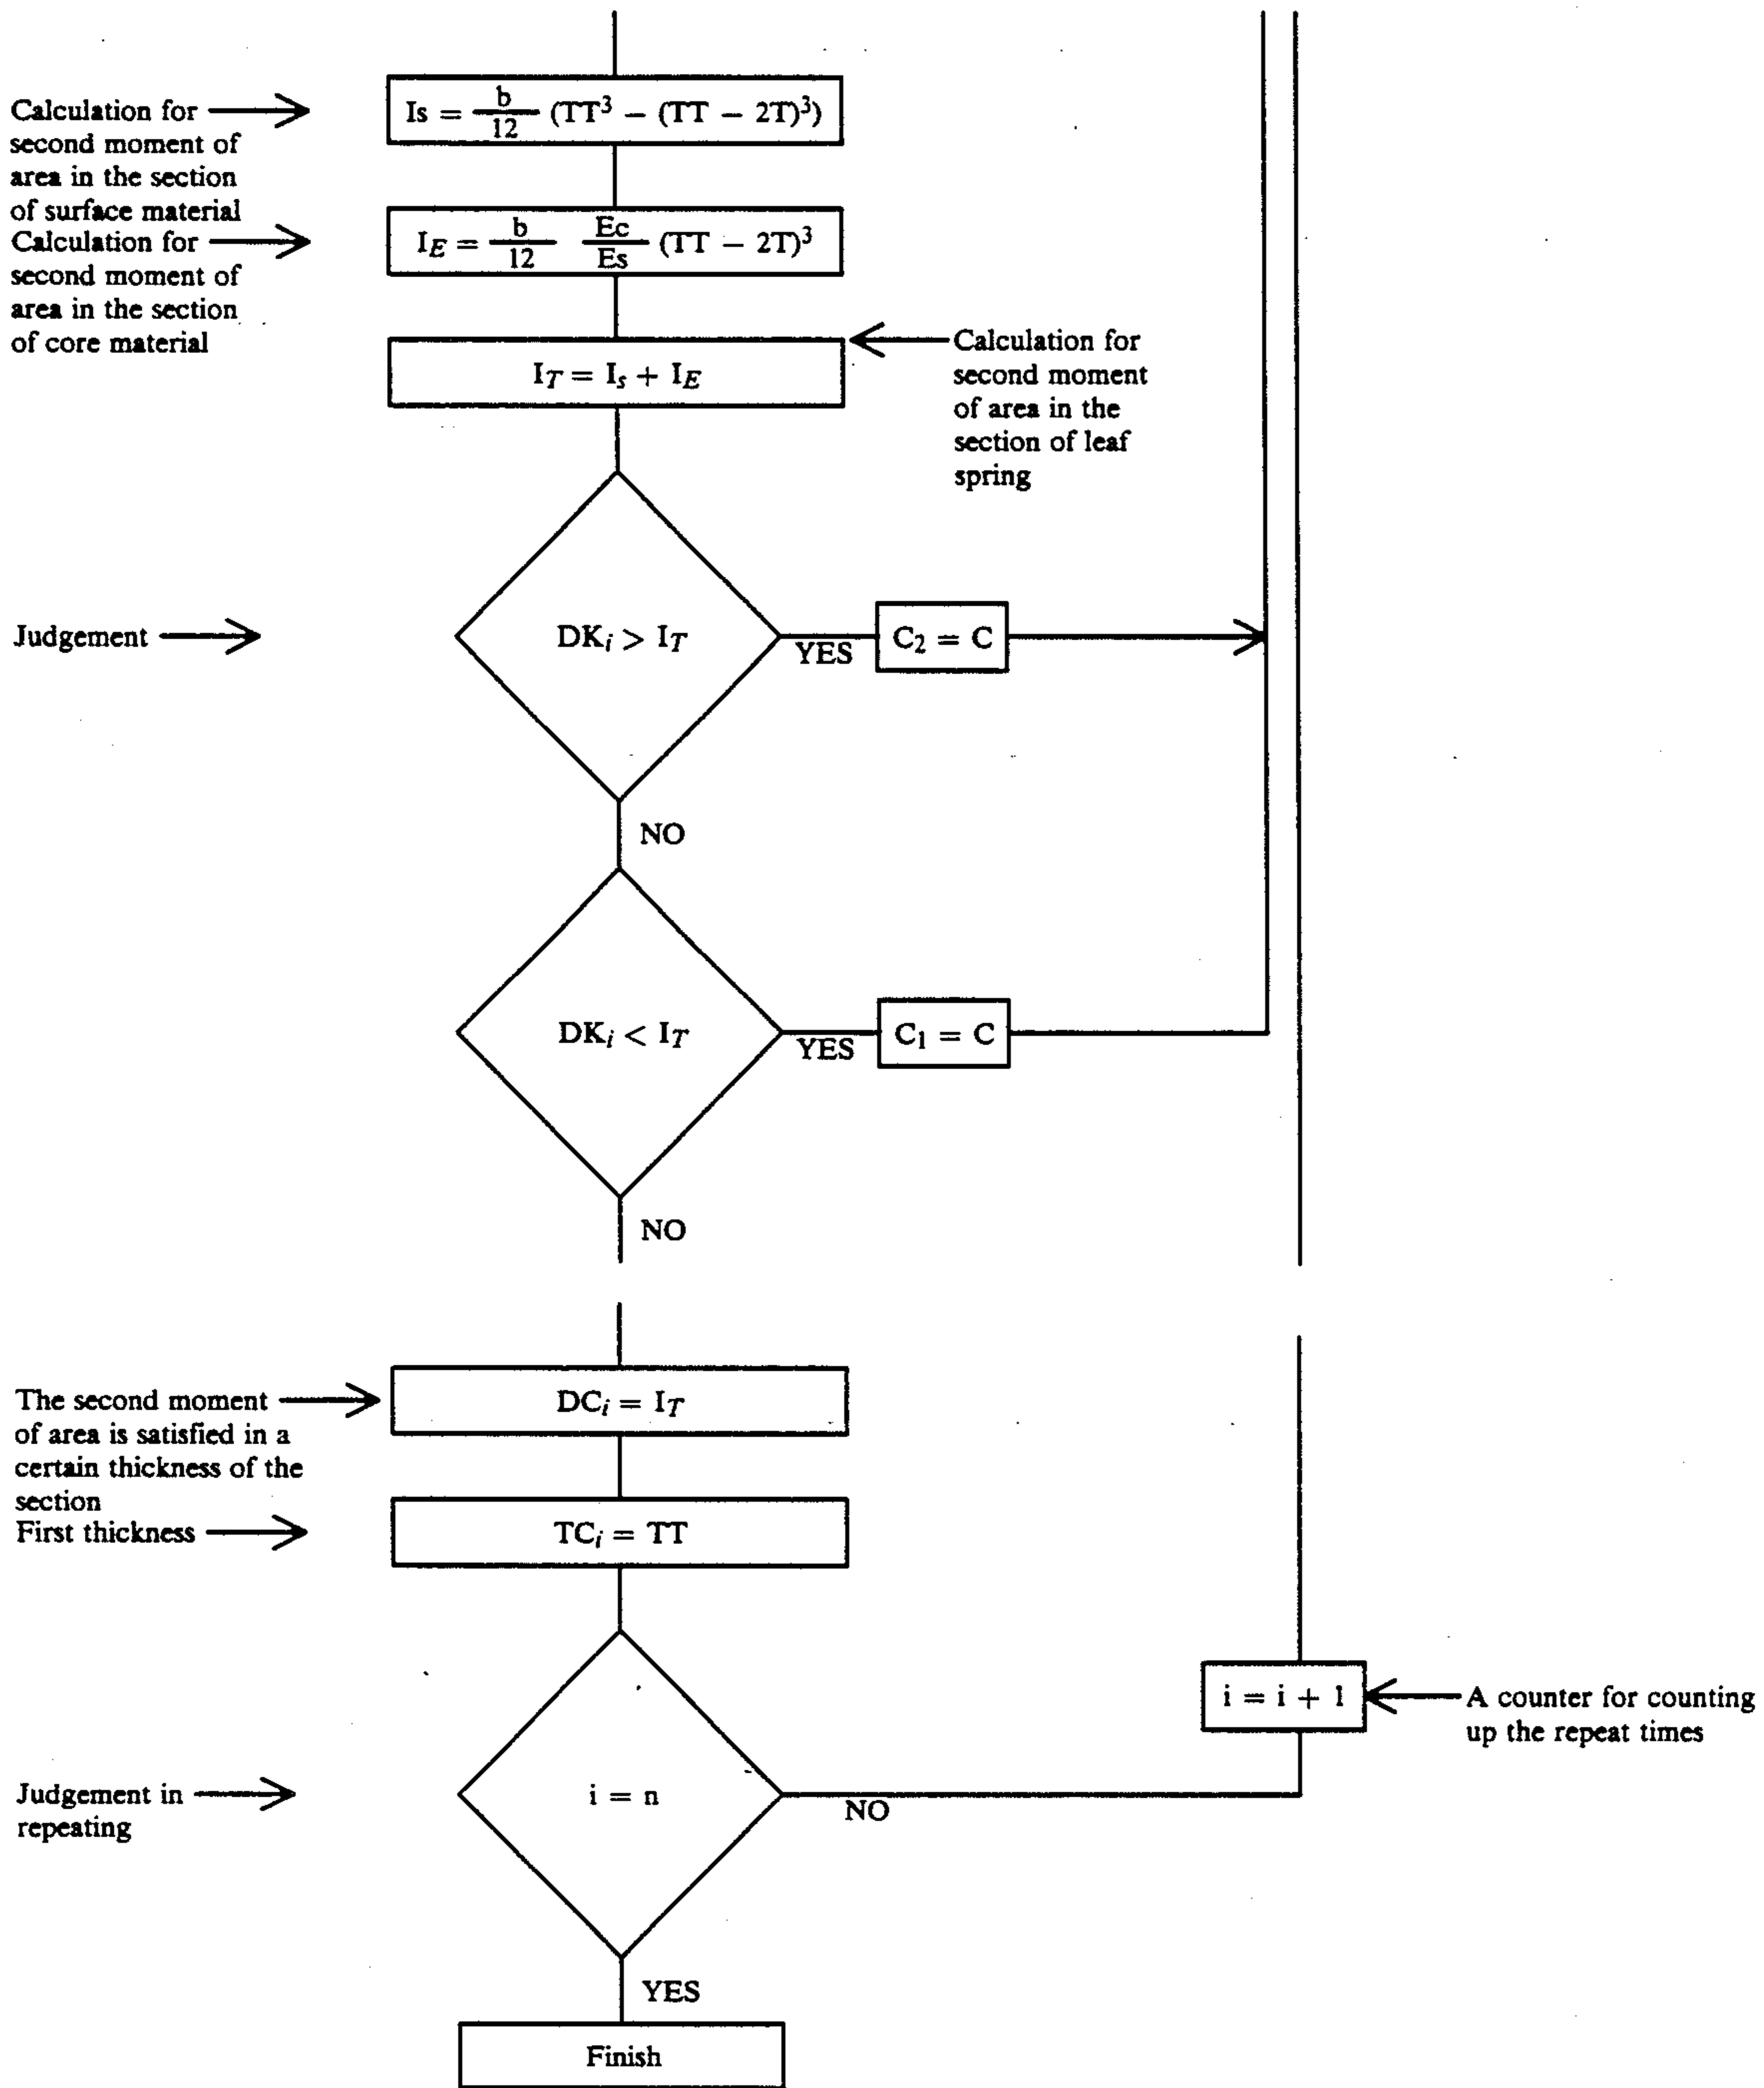 Calculation for
second moment of
area in the section
of surface material
Is = b/12 (TT³ − (TT − 2T)³)
Calculation for
second moment of
area in the section
of core material
I_E = b/12 Ec/Es (TT − 2T)³
I_T = I_s + I_E
Calculation for
second moment
of area in the
section of leaf
spring
Judgement
DK_i > I_T
YES
C₂ = C
NO
DK_i < I_T
YES
C₁ = C
NO
The second moment
of area is satisfied in a
certain thickness of the
section
DC_i = I_T
First thickness
TC_i = TT
i = i + 1
A counter for counting
up the repeat times
Judgement in
repeating
i = n
NO
YES
Finish